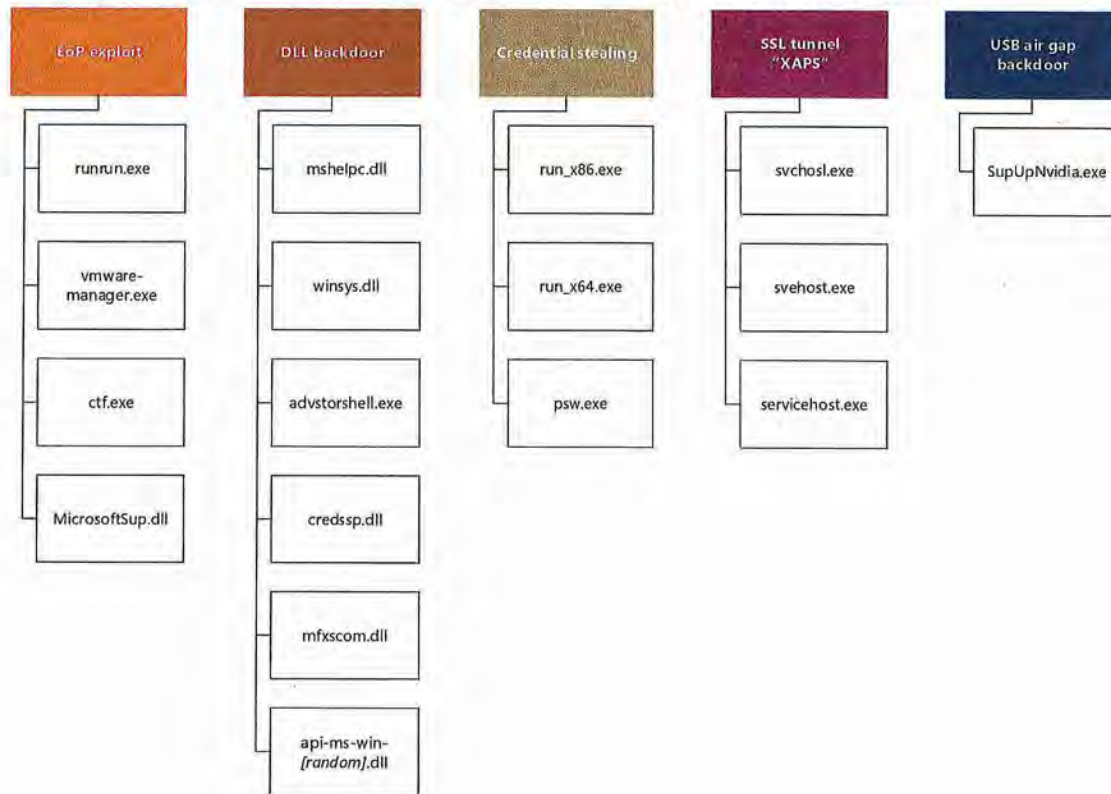 EoP exploit
runrun.exe
vmware-
manager.exe
ctf.exe
MicrosoftSup.dll
DLL backdoor
mshelpc.dll
winsys.dll
advstorshell.exe
credssp.dll
mfxscom.dll
api-ms-win-
[random].dll
Credential stealing
run_x86.exe
run_x64.exe
psw.exe
SSL tunnel
"XAPS"
svchosl.exe
svehost.exe
servicehost.exe
USB air gap
backdoor
SupUpNvidia.exe